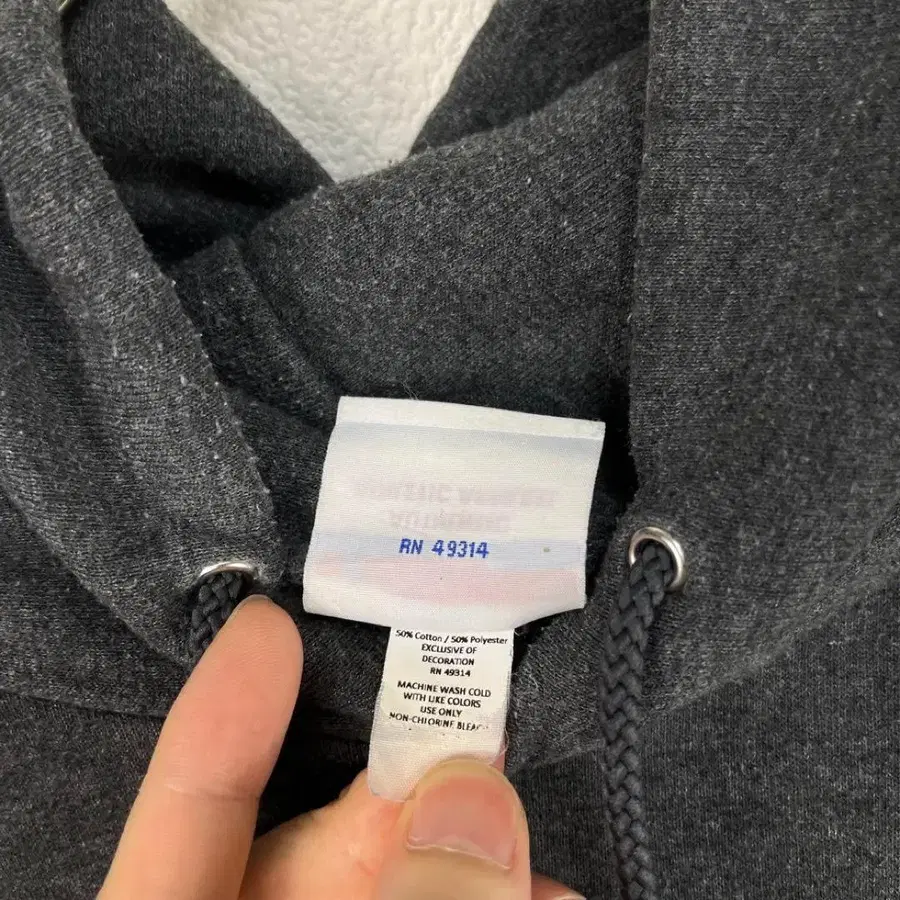 RN 49314
50% Cotton / 50% Polyester
EXCLUSIVE OF
DECORATION
RN 49314
MACHINE WASH COLD
WITH LIKE COLORS
USE ONLY
NON-CHLORINE